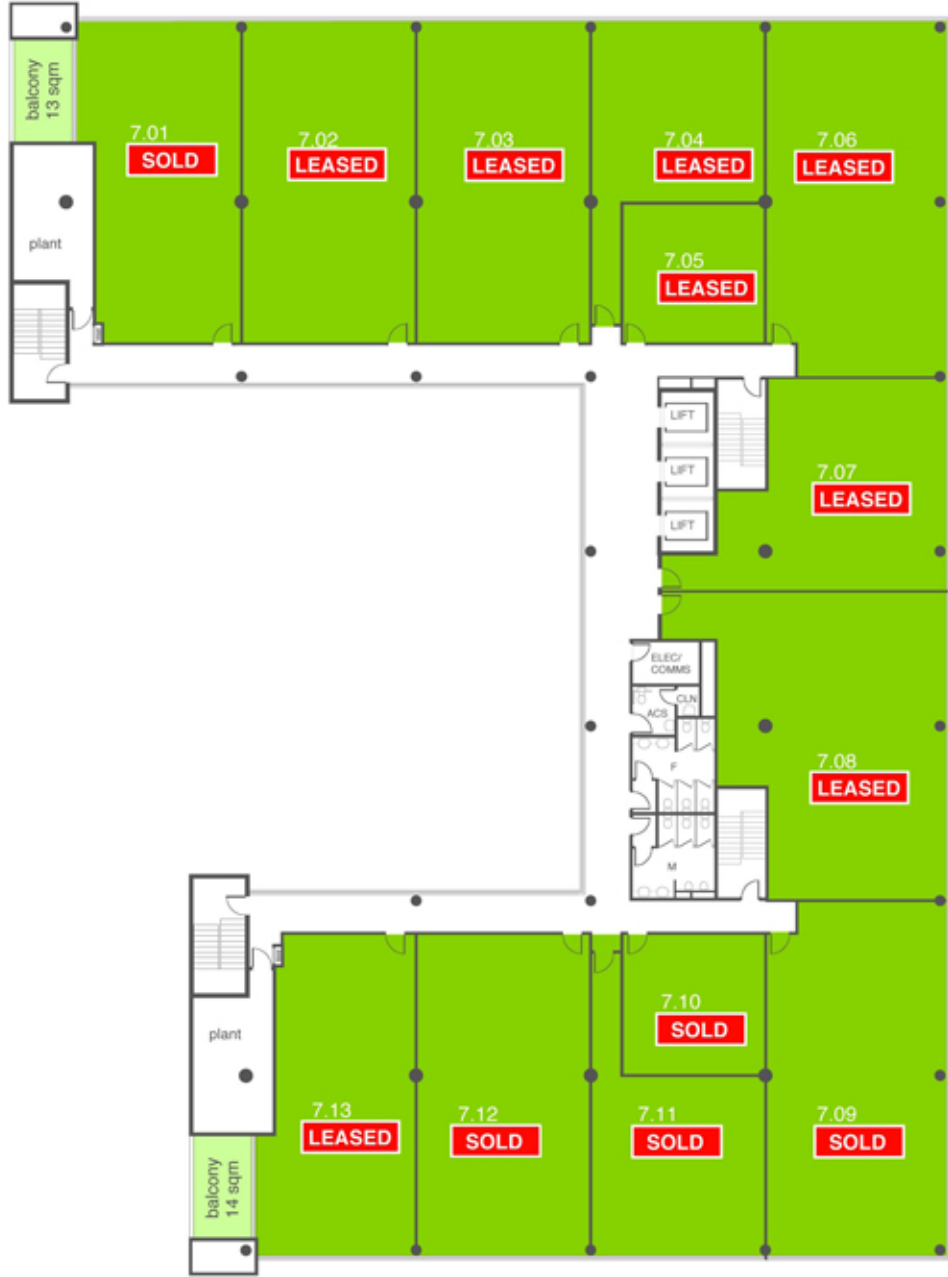 balcony
13 sqm
7.01
SOLD
7.02
LEASED
7.03
LEASED
7.04
LEASED
7.06
LEASED
plant
7.05
LEASED
LIFT
LIFT
LIFT
7.07
LEASED
ELEC/
COMMS
CLN
ACS
F
7.08
LEASED
M
7.10
SOLD
plant
7.13
LEASED
7.12
SOLD
7.11
SOLD
7.09
SOLD
balcony
14 sqm